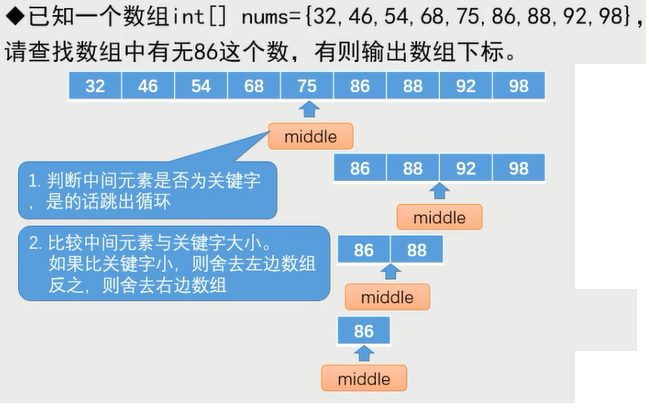 ◆已知一个数组int[] nums={32,46,54,68,75,86,88,92,98},
请查找数组中有无86这个数，有则输出数组下标。
32 46 54 68 75 86 88 92 98
middle
86 88 92 98
1. 判断中间元素是否为关键字
，是的话跳出循环
middle
2. 比较中间元素与关键字大小。
如果比关键字小，则舍去左边数组
反之，则舍去右边数组
86 88
middle
86
middle